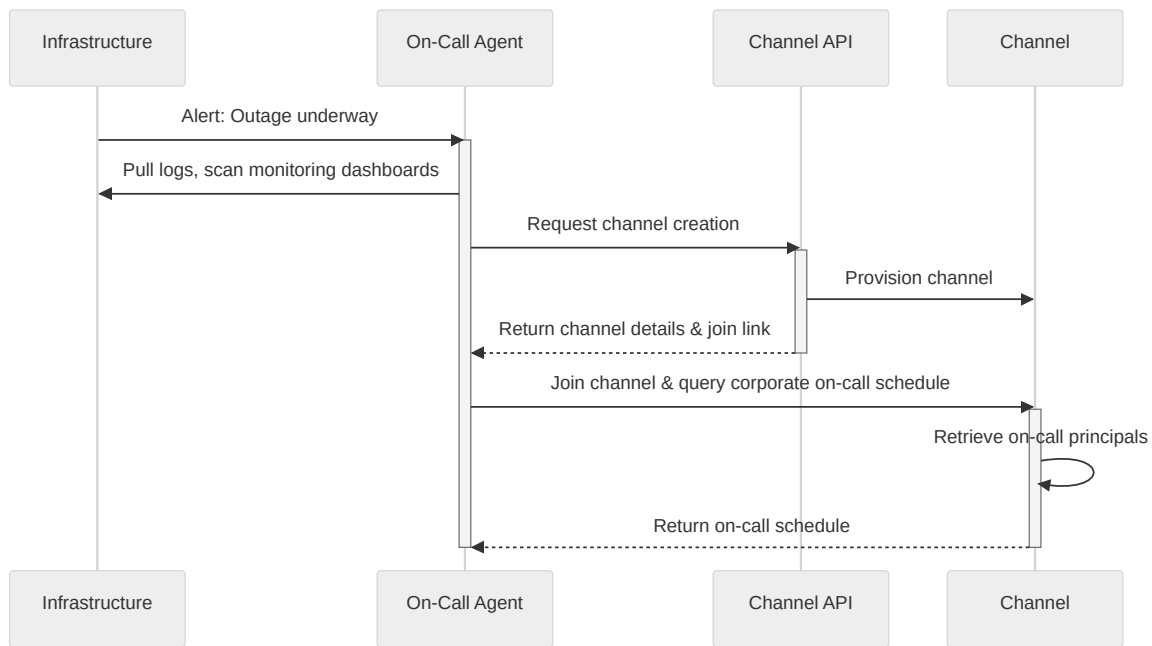 Infrastructure
On-Call Agent
Channel API
Channel
Alert: Outage underway
Pull logs, scan monitoring dashboards
Request channel creation
Provision channel
Return channel details & join link
Join channel & query corporate on-call schedule
Retrieve on-call principals
Return on-call schedule
Infrastructure
On-Call Agent
Channel API
Channel